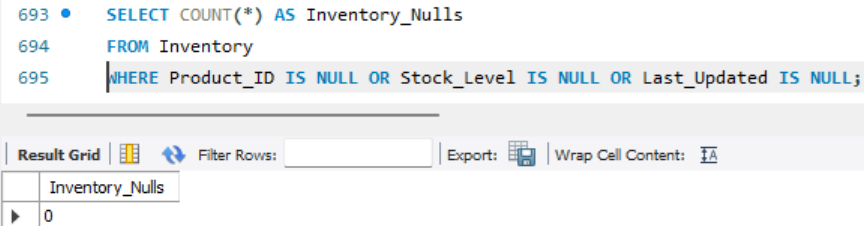 693 SELECT COUNT(*) AS Inventory_Nulls
694 FROM Inventory
695 WHERE Product_ID IS NULL OR Stock_Level IS NULL OR Last_Updated IS NULL;
Result Grid Filter Rows: Export: Wrap Cell Content: IA
Inventory_Nulls
0